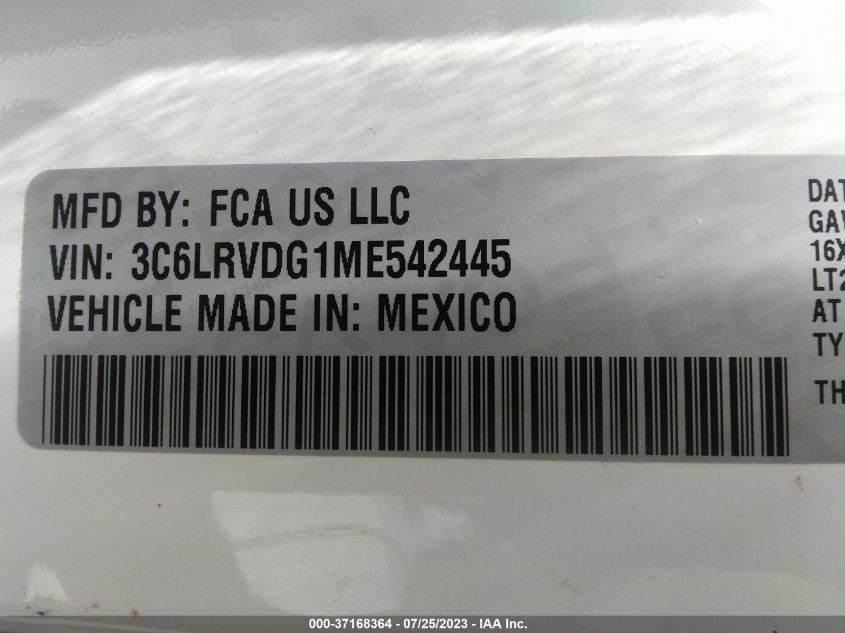 MFD BY: FCA US LLC
VIN: 3C6LRVDG1ME542445
VEHICLE MADE IN: MEXICO
DAT
GAV
16X
LT2
AT
TY
TH
000-37168364 - 07/25/2023 - IAA Inc.